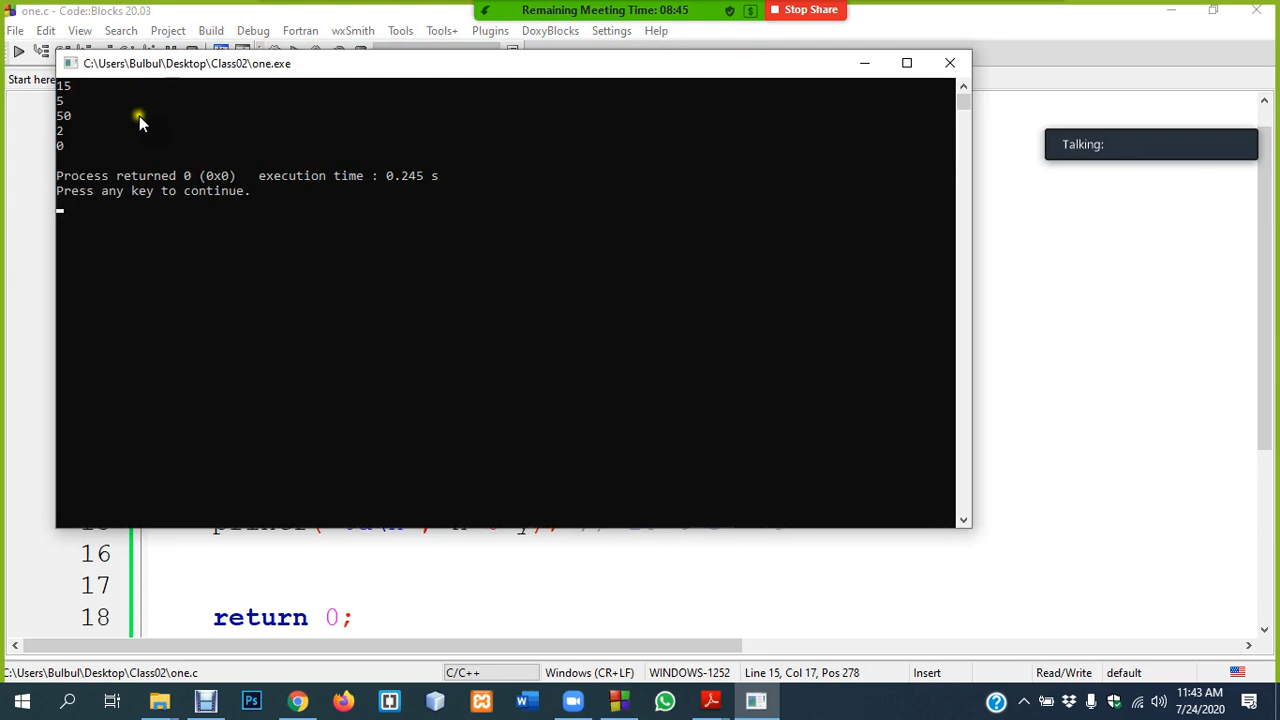 one.c - Code::Blocks 20.03
Remaining Meeting Time: 08:45
Stop Share
File Edit View Search Project Build Debug Fortran wxSmith Tools Tools+ Plugins DoxyBlocks Settings Help
C:\Users\Bulbul\Desktop\Class02\one.exe
Start here
15
5
50
2
0
Talking:
Process returned 0 (0x0) execution time : 0.245 s
Press any key to continue.
16
17
18 return 0;
C:\Users\Bulbul\Desktop\Class02\one.c C/C++ Windows (CR+LF) WINDOWS-1252 Line 15, Col 17, Pos 278 Insert Read/Write default
11:43 AM
7/24/2020